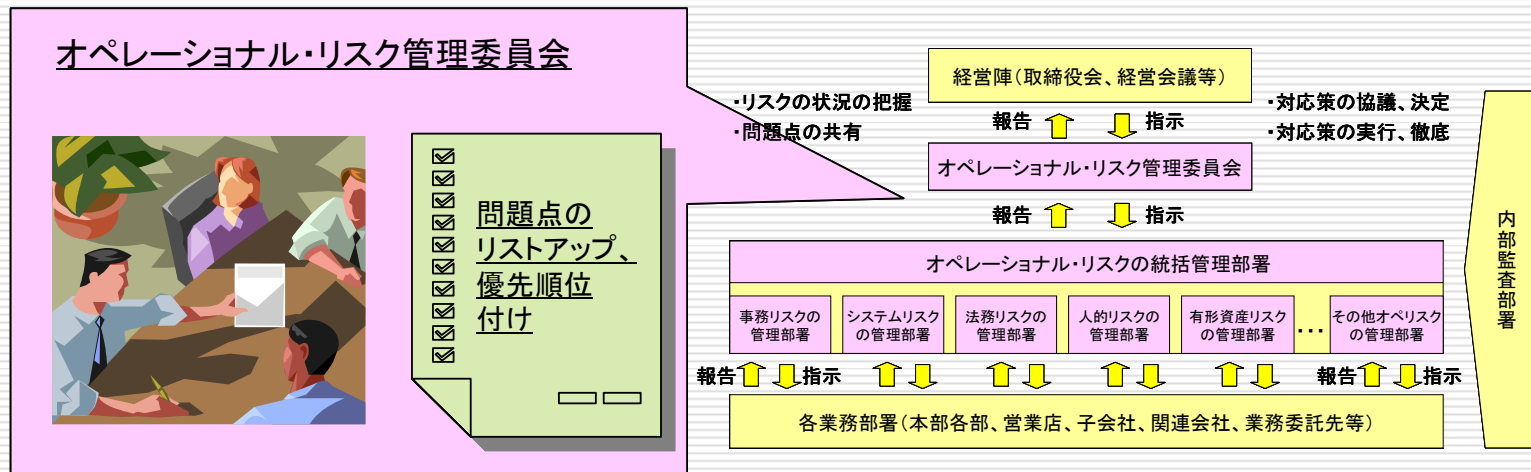 オペレーショナル・リスク管理委員会
問題点の
リストアップ、
優先順位
付け
経営陣(取締役会、経営会議等)
・リスクの状況の把握
・問題点の共有
報告
指示
・対応策の協議、決定
・対応策の実行、徹底
オペレーショナル・リスク管理委員会
報告
指示
オペレーショナル・リスクの統括管理部署
事務リスクの
管理部署
システムリスク
の管理部署
法務リスクの
管理部署
人的リスクの
管理部署
有形資産リスク
の管理部署
・・・
その他オペリスク
の管理部署
報告
指示
報告
指示
各業務部署(本部各部、営業店、子会社、関連会社、業務委託先等)
内部監査部署